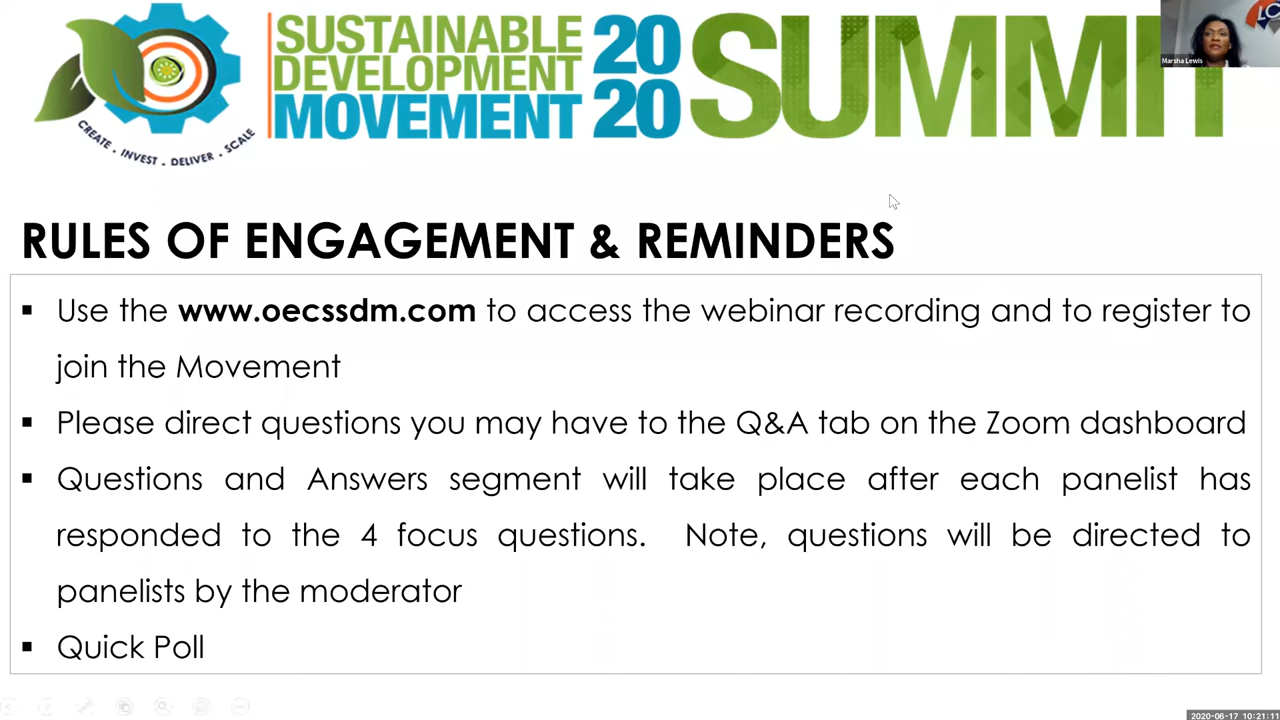 SUSTAINABLE
DEVELOPMENT
MOVEMENT
20
20
SUMMIT
CREATE . INVEST . DELIVER . SCALE
LC
Marsha Lewis
RULES OF ENGAGEMENT & REMINDERS
▪ Use the www.oecssdm.com to access the webinar recording and to register to
join the Movement
▪ Please direct questions you may have to the Q&A tab on the Zoom dashboard
▪ Questions and Answers segment will take place after each panelist has
responded to the 4 focus questions. Note, questions will be directed to
panelists by the moderator
▪ Quick Poll
2020-06-17 10:21:11